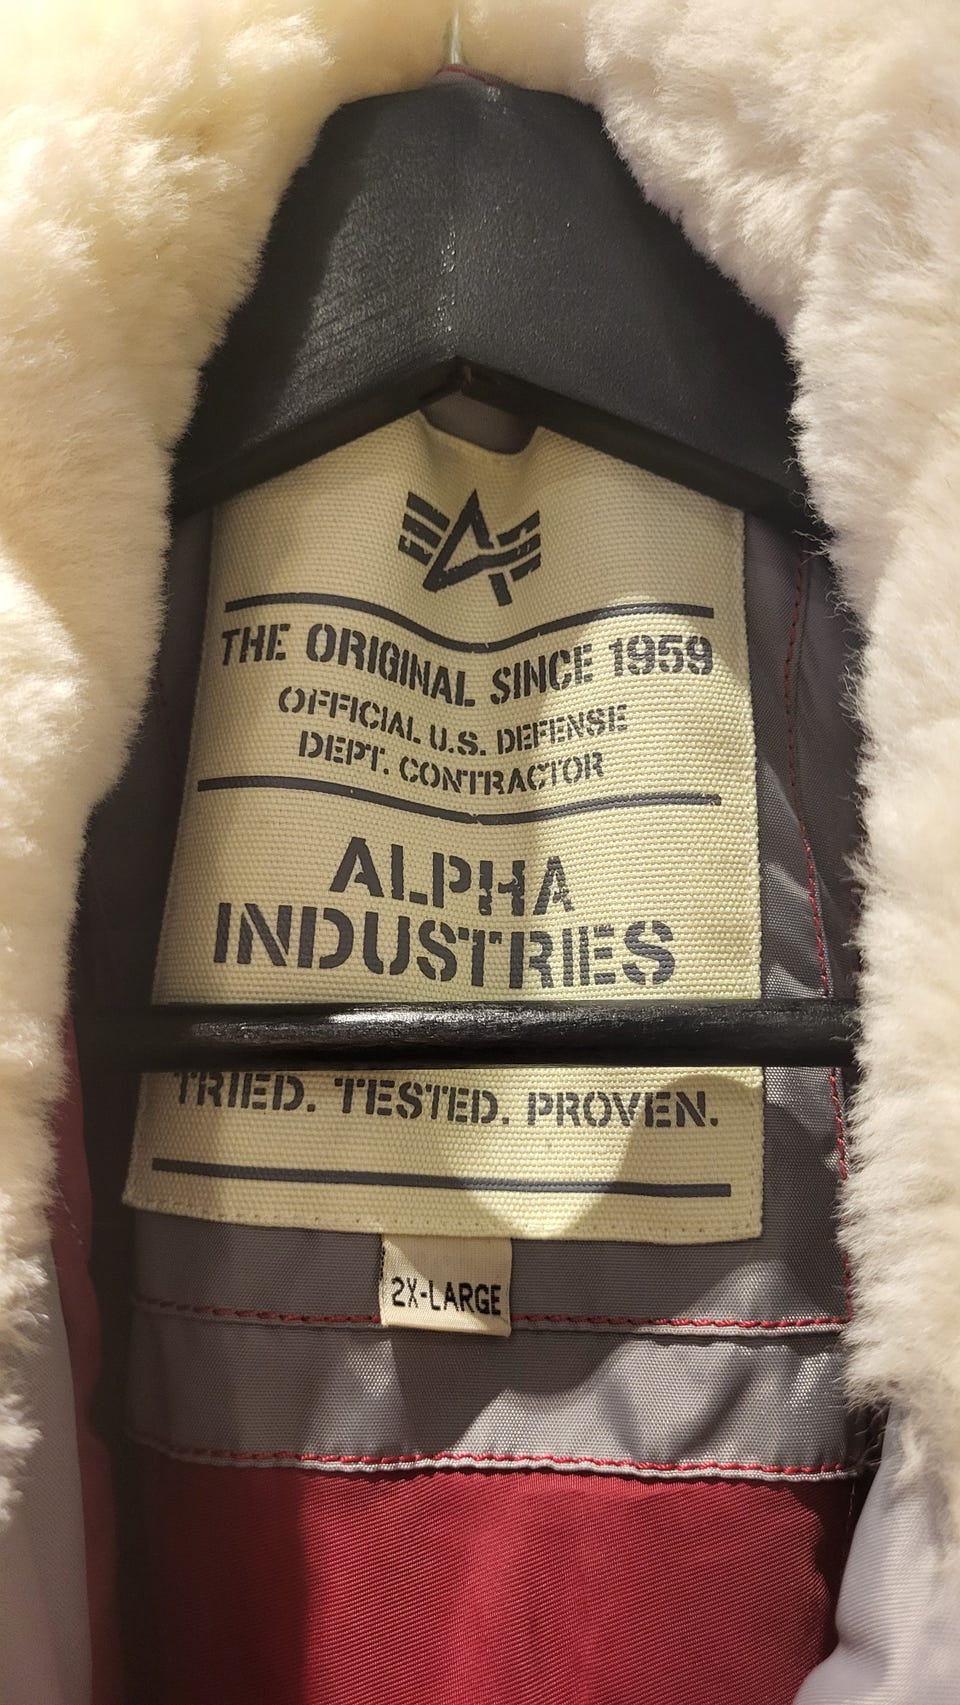 THE ORIGINAL SINCE 1959
OFFICIAL U.S. DEFENSE
DEPT. CONTRACTOR
ALPHA
INDUSTRIES
TRIED. TESTED. PROVEN.
2X-LARGE